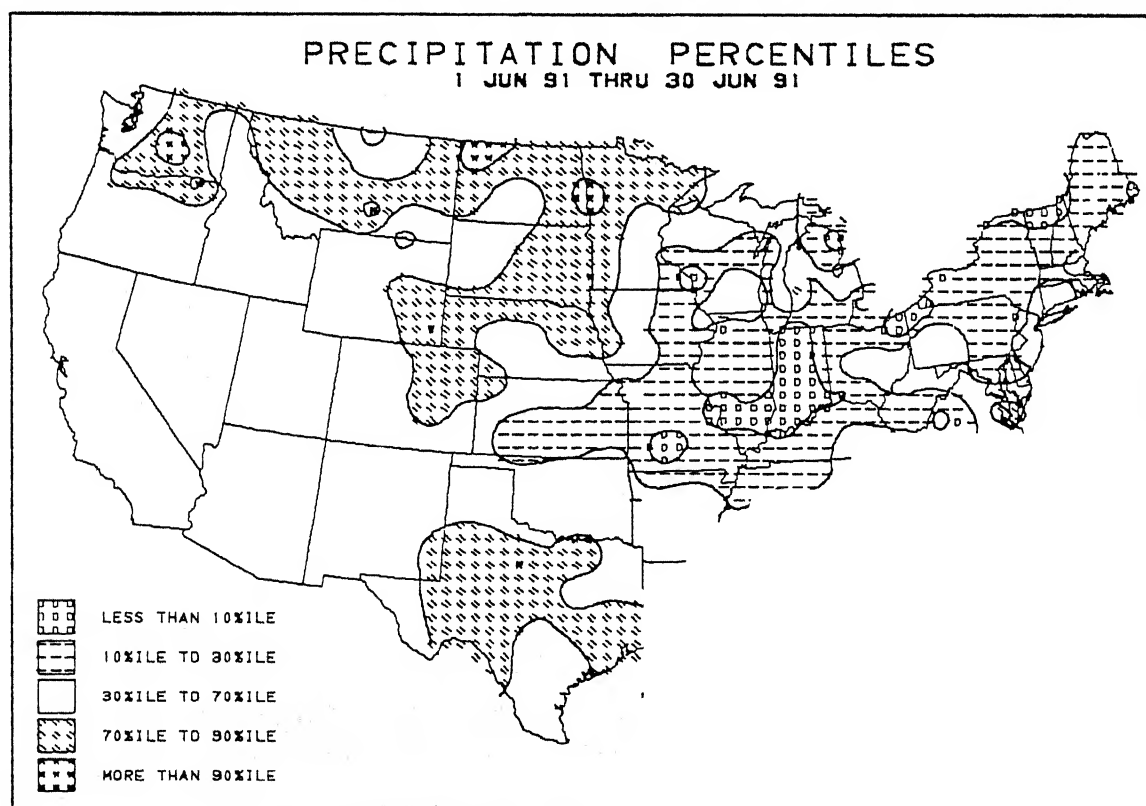 PRECIPITATION PERCENTILES
1 JUN 91 THRU 30 JUN 91
LESS THAN 10%ILE
10%ILE TO 30%ILE
30%ILE TO 70%ILE
70%ILE TO 90%ILE
MORE THAN 90%ILE